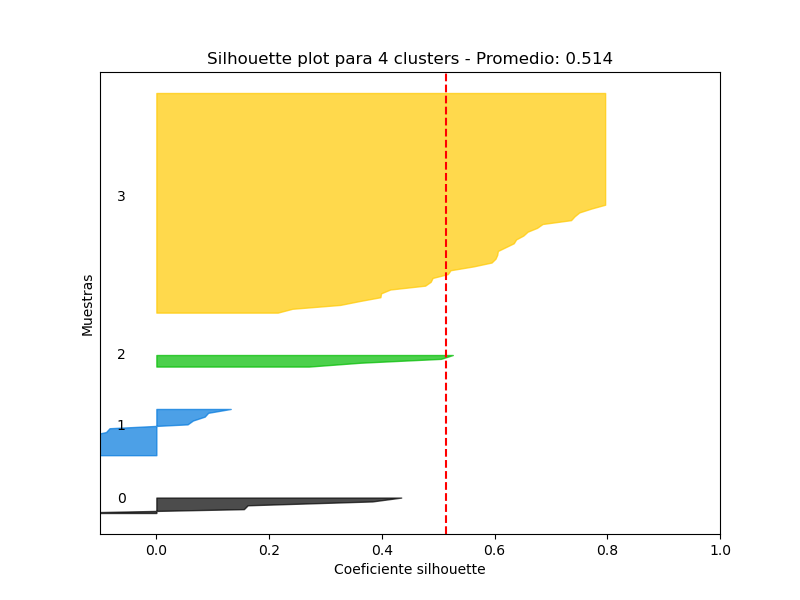 Silhouette plot para 4 clusters - Promedio: 0.514
Muestras
3
2
1
0
0.0 0.2 0.4 0.6 0.8 1.0
Coeficiente silhouette